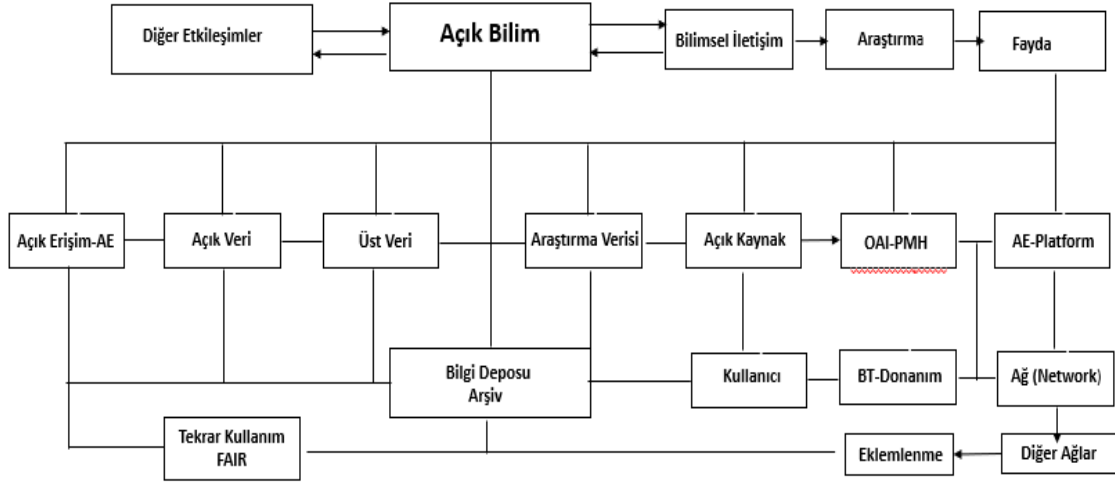 Diğer Etkileşimler
Açık Bilim
Bilimsel İletişim
Araştırma
Fayda
Açık Erişim-AE
Açık Veri
Üst Veri
Araştırma Verisi
Açık Kaynak
OAI-PMH
AE-Platform
Bilgi Deposu
Arşiv
Kullanıcı
BT-Donanım
Ağ (Network)
Tekrar Kullanım
FAIR
Eklemlenme
Diğer Ağlar